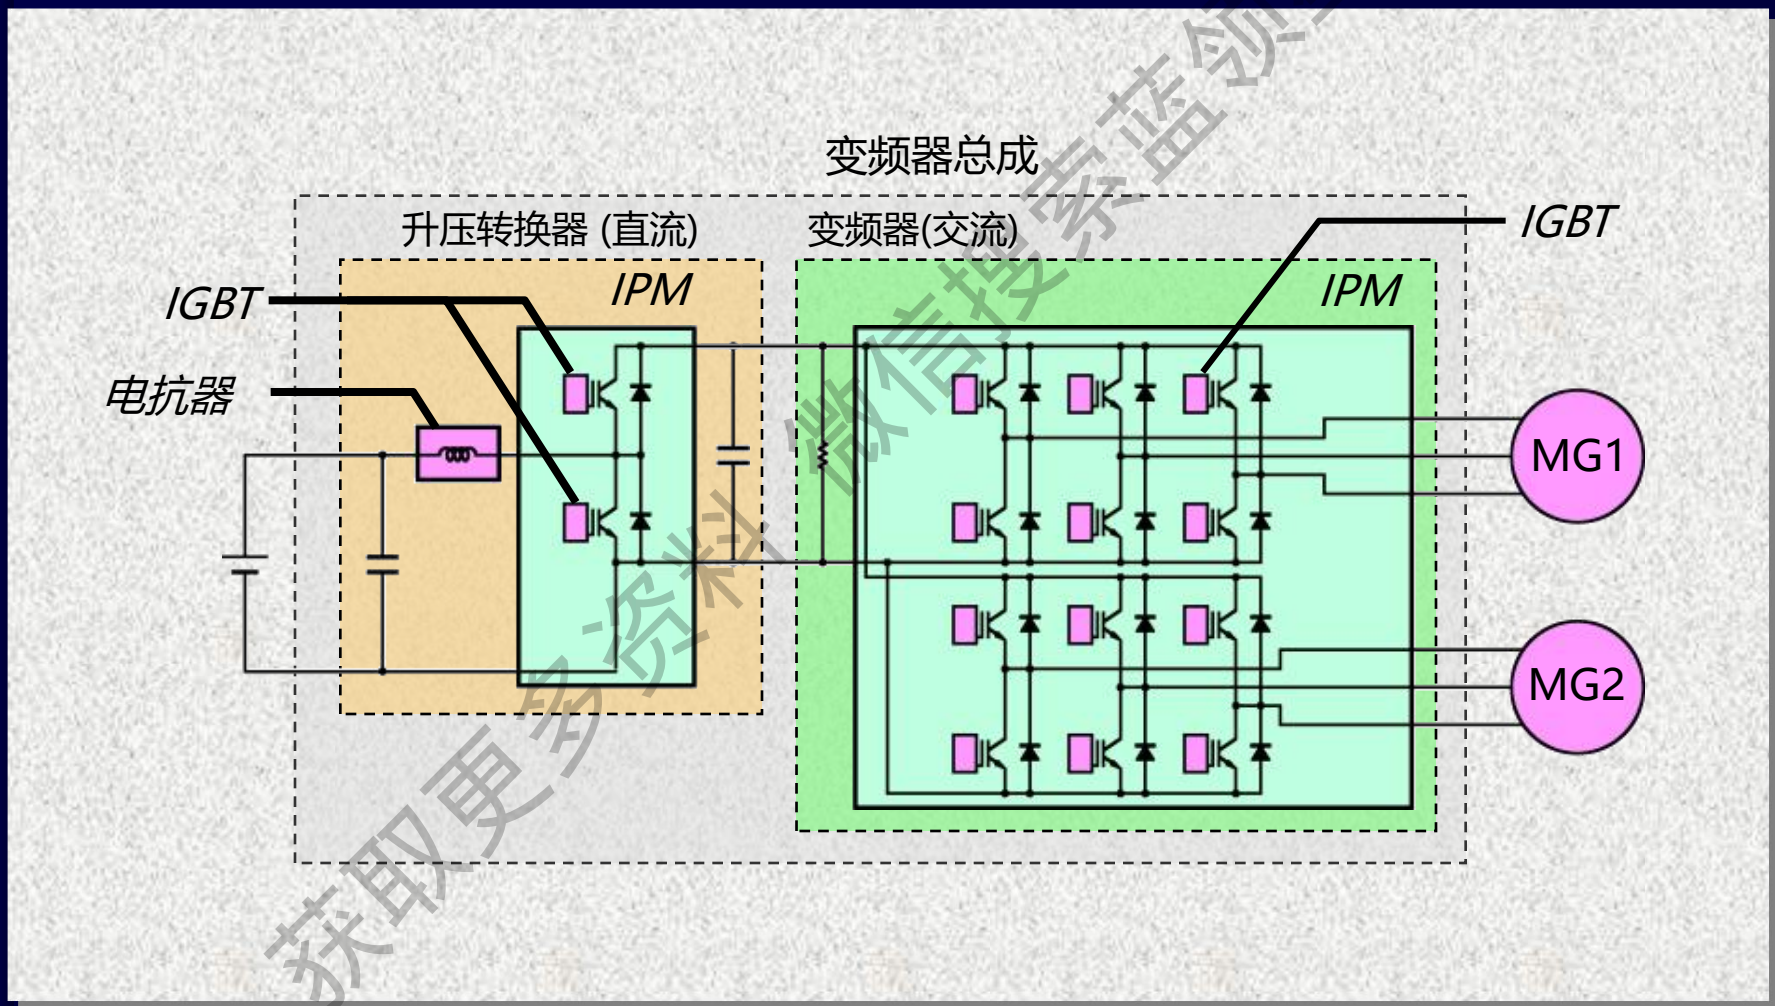 变频器总成
升压转换器 (直流)
变频器(交流)
IGBT
IPM
IPM
IGBT
电抗器
MG1
MG2
获取更多资料 微信搜索蓝领